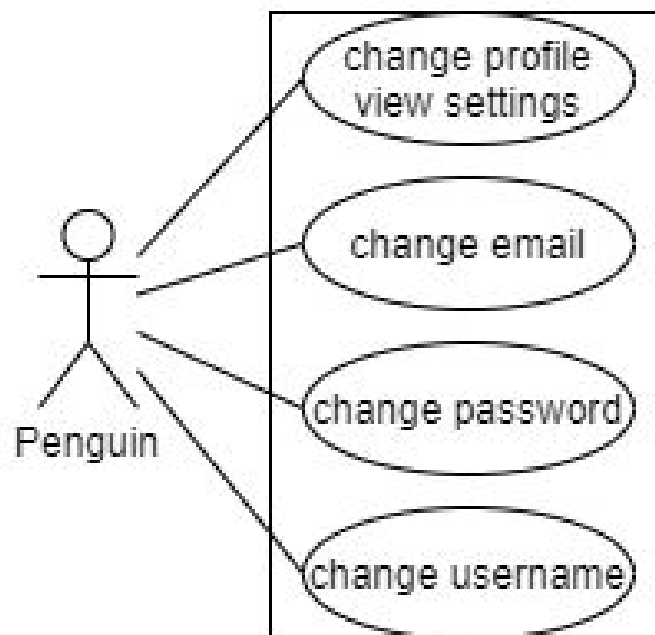 change profile
view settings
change email
change password
Penguin
change username